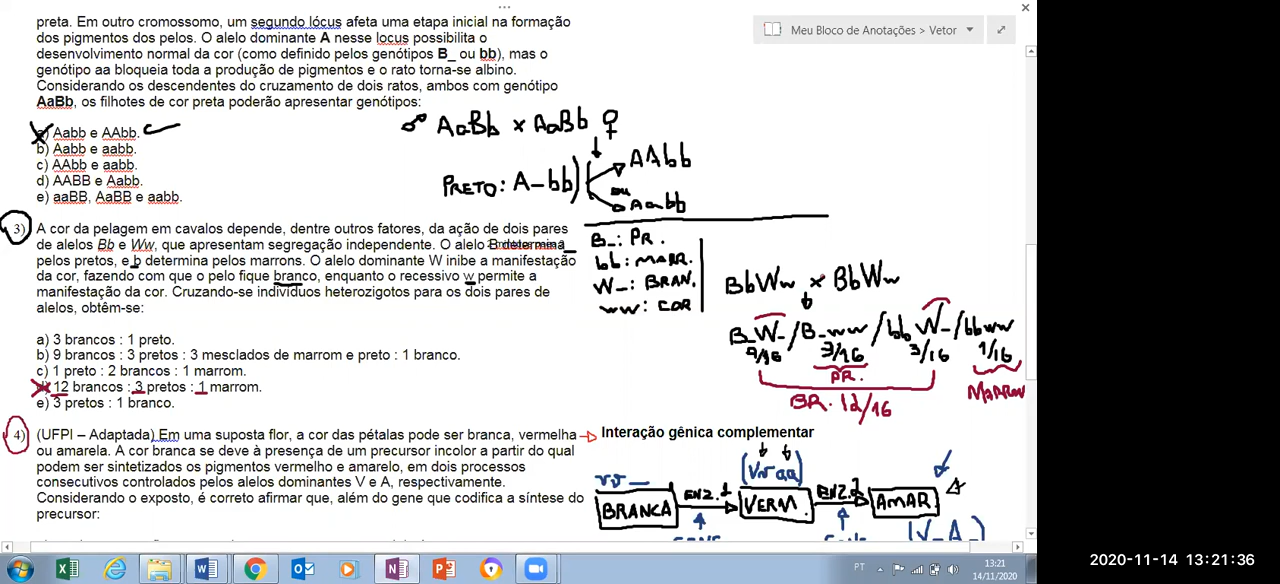 preta. Em outro cromossomo, um segundo lócus afeta uma etapa inicial na formação
dos pigmentos dos pelos. O alelo dominante A nesse locus possibilita o
desenvolvimento normal da cor (como definido pelos genótipos B_ ou bb), mas o
genótipo aa bloqueia toda a produção de pigmentos e o rato torna-se albino.
Considerando os descendentes do cruzamento de dois ratos, ambos com genótipo
AaBb, os filhotes de cor preta poderão apresentar genótipos:
a) Aabb e AAbb.
b) Aabb e aabb.
c) AAbb e aabb.
d) AABB e Aabb.
e) aaBB, AaBB e aabb.
♂ AaBb × AaBb ♀
PRETO: A_bb)
AAbb
ou
Aabb
3) A cor da pelagem em cavalos depende, dentre outros fatores, da ação de dois pares
de alelos Bb e Ww, que apresentam segregação independente. O alelo B determina
pelos pretos, e b determina pelos marrons. O alelo dominante W inibe a manifestação
da cor, fazendo com que o pelo fique branco, enquanto o recessivo w permite a
manifestação da cor. Cruzando-se indivíduos heterozigotos para os dois pares de
alelos, obtêm-se:
a) 3 brancos : 1 preto.
b) 9 brancos : 3 pretos : 3 mesclados de marrom e preto : 1 branco.
c) 1 preto : 2 brancos : 1 marrom.
d) 12 brancos : 3 pretos : 1 marrom.
e) 3 pretos : 1 branco.
B_: PR.
bb: MARR.
W_: BRAN.
ww: COR
BbWw × BbWw
B_W_ / B_ww / bb W_ / bbww
9/16 3/16 3/16 1/16
PR.
MARROM
BR. 12/16
4) (UFPI – Adaptada) Em uma suposta flor, a cor das pétalas pode ser branca, vermelha
ou amarela. A cor branca se deve à presença de um precursor incolor a partir do qual
podem ser sintetizados os pigmentos vermelho e amarelo, em dois processos
consecutivos controlados pelos alelos dominantes V e A, respectivamente.
Considerando o exposto, é correto afirmar que, além do gene que codifica a síntese do
precursor:
Interação gênica complementar
(Vv aa)
vv __
BRANCA ENZ.1 VERM. ENZ.2 AMAR.
(V_A_)
Meu Bloco de Anotações > Vetor
2020-11-14 13:21:36
PT
13:21
14/11/2020